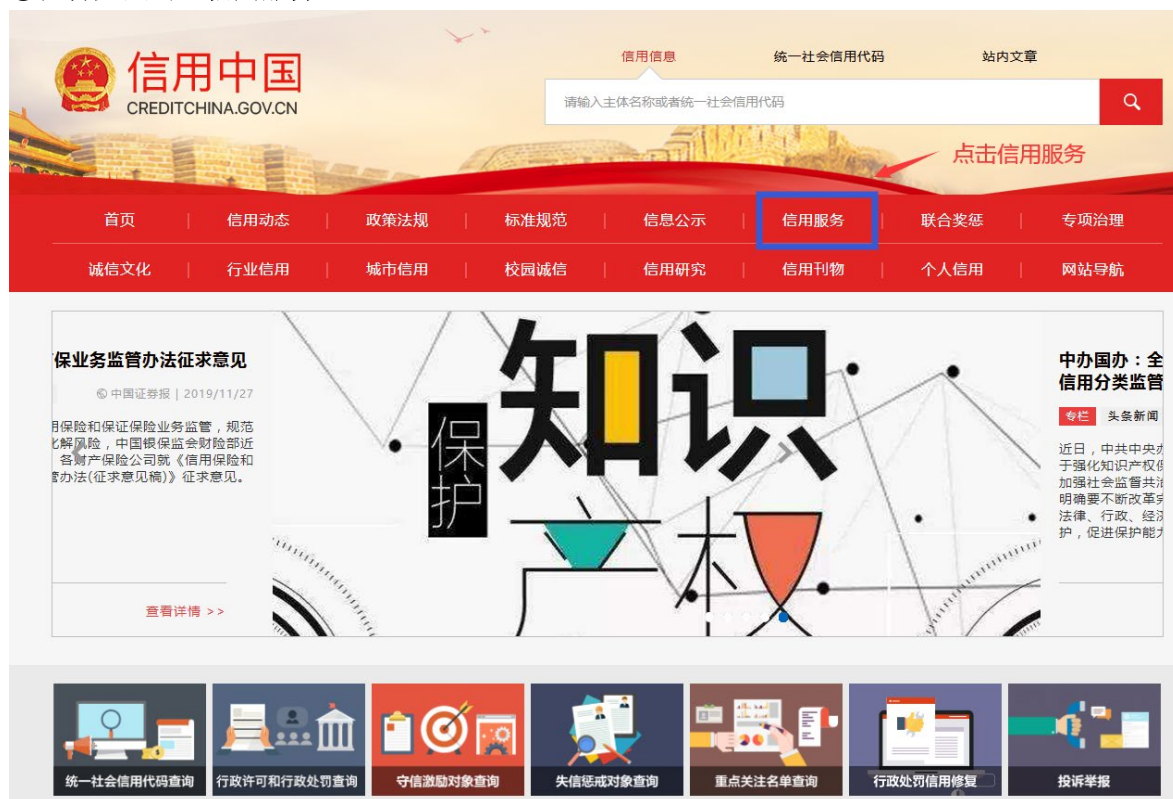 信用中国
CREDITCHINA.GOV.CN
信用信息 统一社会信用代码 站内文章
请输入主体名称或者统一社会信用代码
点击信用服务
首页 | 信用动态 | 政策法规 | 标准规范 | 信息公示 | 信用服务 | 联合奖惩 | 专项治理
诚信文化 | 行业信用 | 城市信用 | 校园诚信 | 信用研究 | 信用刊物 | 个人信用 | 网站导航
保业务监管办法征求意见
中国证券报 | 2019/11/27
用保险和保证保险业务监管，规范
解风险，中国银保监会财险部近
各财产保险公司就《信用保险和
办法(征求意见稿)》征求意见。
查看详情 >>
保护
知识
产权
中办国办：全
信用分类监管
专栏 头条新闻
近日，中共中央办
于强化知识产权保
加强社会监督共治
明确要不断改革完
法律、行政、经济
护，促进保护能力
统一社会信用代码查询
行政许可和行政处罚查询
守信激励对象查询
失信惩戒对象查询
重点关注名单查询
行政处罚信用修复
投诉举报